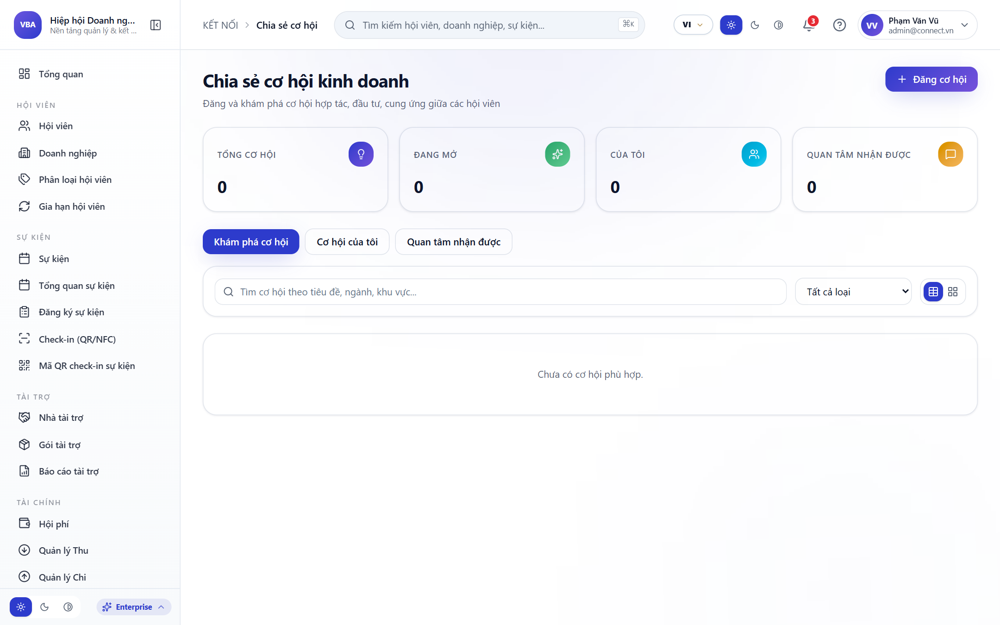 VBA
Hiệp hội Doanh ng...
Nền tảng quản lý & kết ...
KẾT NỐI
Chia sẻ cơ hội
Tìm kiếm hội viên, doanh nghiệp, sự kiện...
⌘K
VI
3
VV
Phạm Văn Vũ
admin@connect.vn
Tổng quan
HỘI VIÊN
Hội viên
Doanh nghiệp
Phân loại hội viên
Gia hạn hội viên
SỰ KIỆN
Sự kiện
Tổng quan sự kiện
Đăng ký sự kiện
Check-in (QR/NFC)
Mã QR check-in sự kiện
TÀI TRỢ
Nhà tài trợ
Gói tài trợ
Báo cáo tài trợ
TÀI CHÍNH
Hội phí
Quản lý Thu
Quản lý Chi
Enterprise
Chia sẻ cơ hội kinh doanh
Đăng và khám phá cơ hội hợp tác, đầu tư, cung ứng giữa các hội viên
Đăng cơ hội
TỔNG CƠ HỘI
0
ĐANG MỞ
0
CỦA TÔI
0
QUAN TÂM NHẬN ĐƯỢC
0
Khám phá cơ hội
Cơ hội của tôi
Quan tâm nhận được
Tìm cơ hội theo tiêu đề, ngành, khu vực...
Tất cả loại
Chưa có cơ hội phù hợp.